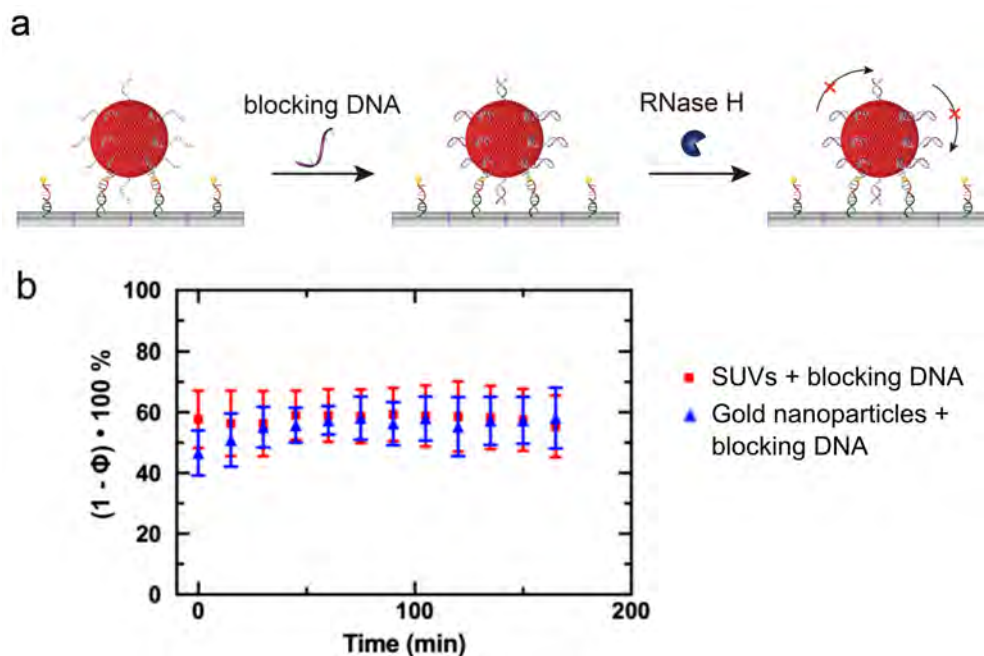 a
blocking DNA
RNase H
b
100
80
60
40
20
0
(1 - Φ) • 100 %
0
100
200
Time (min)
SUVs + blocking DNA
Gold nanoparticles +
blocking DNA